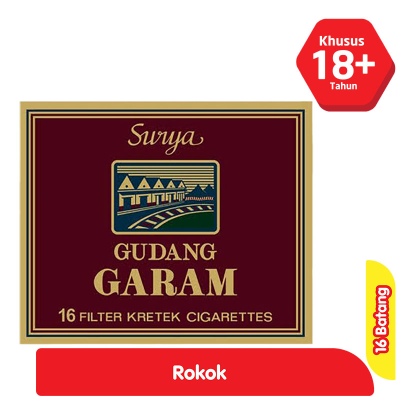 Khusus
18+
Tahun
Surya
GUDANG
GARAM
16 FILTER KRETEK CIGARETTES
16 Batang
Rokok